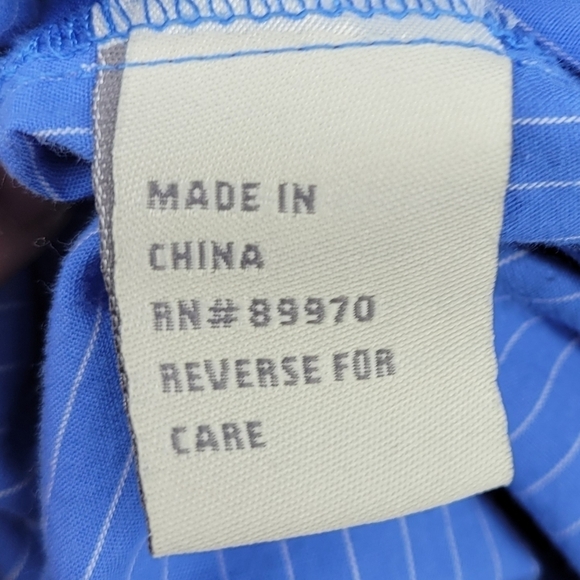 MADE IN
CHINA
RN# 89970
REVERSE FOR
CARE